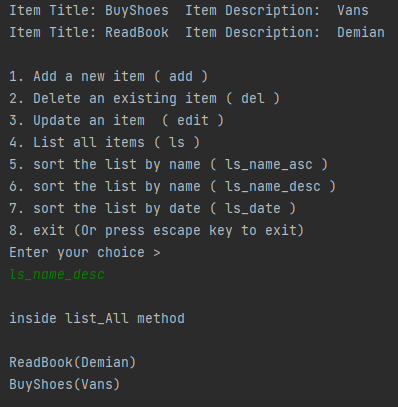 Item Title: BuyShoes  Item Description:  Vans
Item Title: ReadBook  Item Description:  Demian
1. Add a new item ( add )
2. Delete an existing item ( del )
3. Update an item  ( edit )
4. List all items ( ls )
5. sort the list by name ( ls_name_asc )
6. sort the list by name ( ls_name_desc )
7. sort the list by date ( ls_date )
8. exit (Or press escape key to exit)
Enter your choice >
ls_name_desc
inside list_All method
ReadBook(Demian)
BuyShoes(Vans)